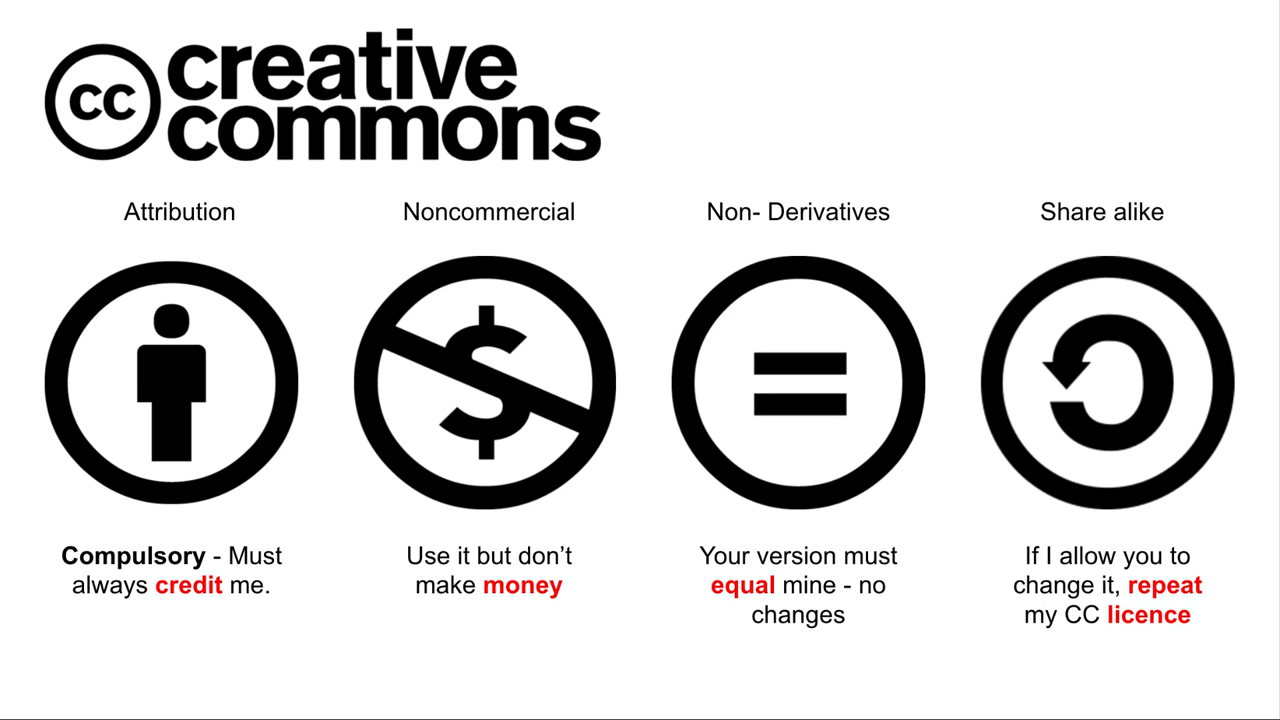 cc creative
commons
Attribution
Noncommercial
Non- Derivatives
Share alike
$
=
Compulsory - Must
always credit me.
Use it but don’t
make money
Your version must
equal mine - no
changes
If I allow you to
change it, repeat
my CC licence